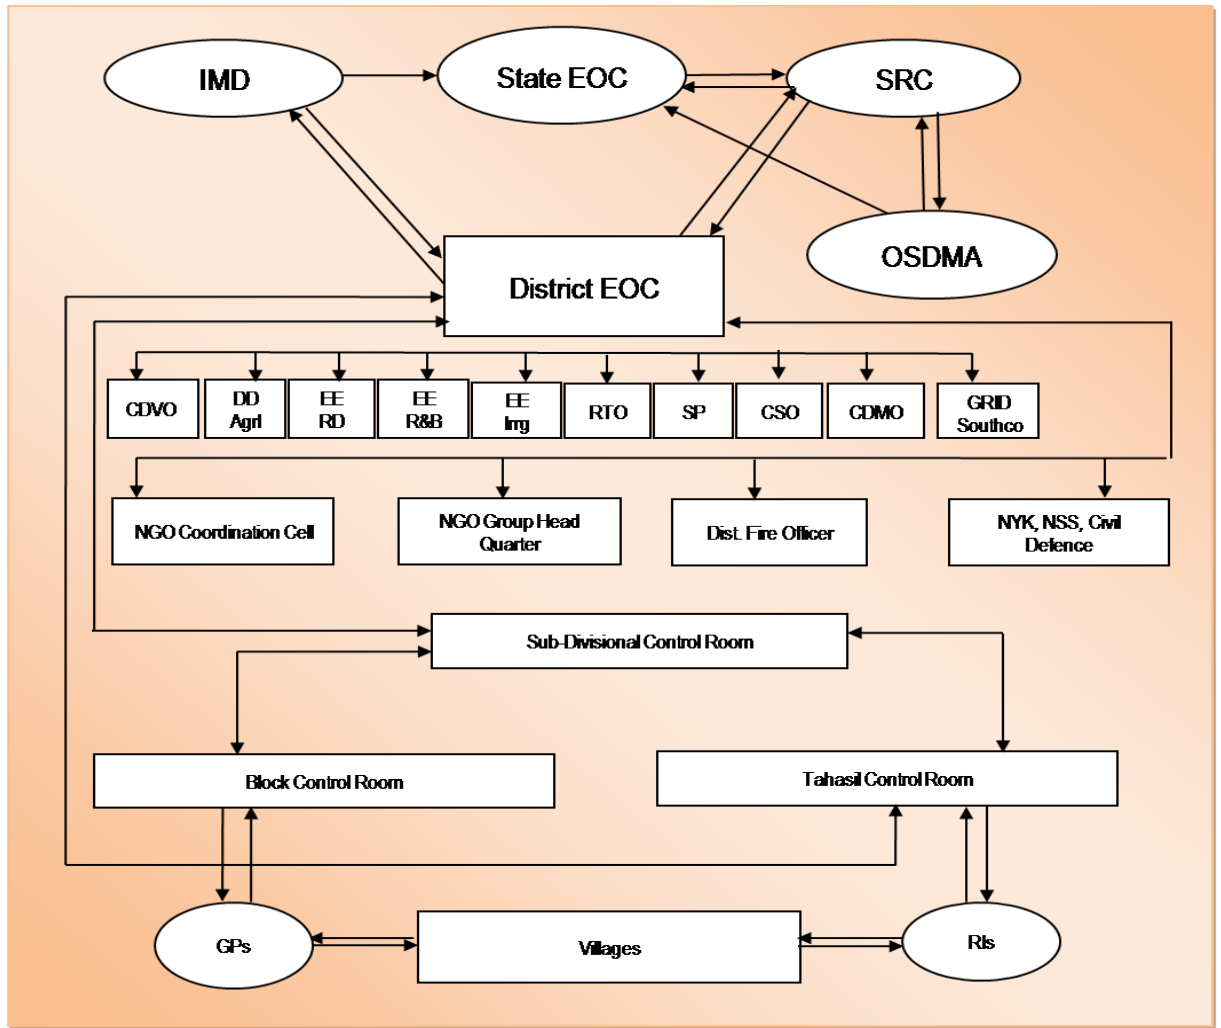 IMD
State EOC
SRC
OSDMA
District EOC
CDVO
DD
Agri
EE
RD
EE
R&B
EE
Irrg
RTO
SP
CSO
CDMO
GRID
Southco
NGO Coordination Cell
NGO Group Head
Quarter
Dist. Fire Officer
NYK, NSS, Civil
Defence
Sub-Divisional Control Room
Block Control Room
Tahasil Control Room
GPs
Villages
RIs